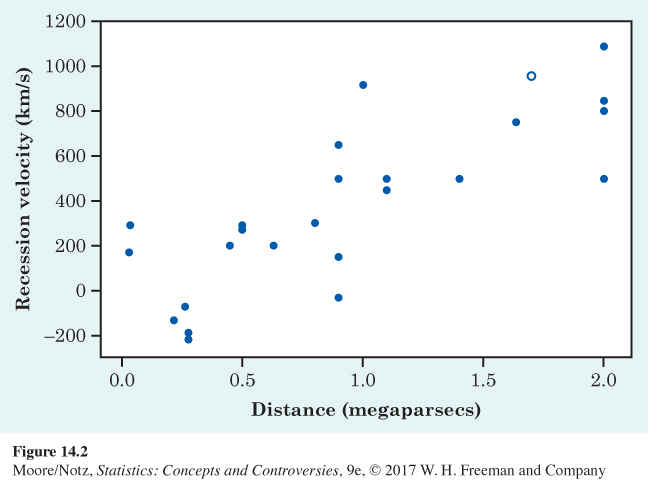 1200
1000
800
600
400
200
0
−200
Recession velocity (km/s)
0.0 0.5 1.0 1.5 2.0
Distance (megaparsecs)
Figure 14.2
Moore/Notz, Statistics: Concepts and Controversies, 9e, © 2017 W. H. Freeman and Company